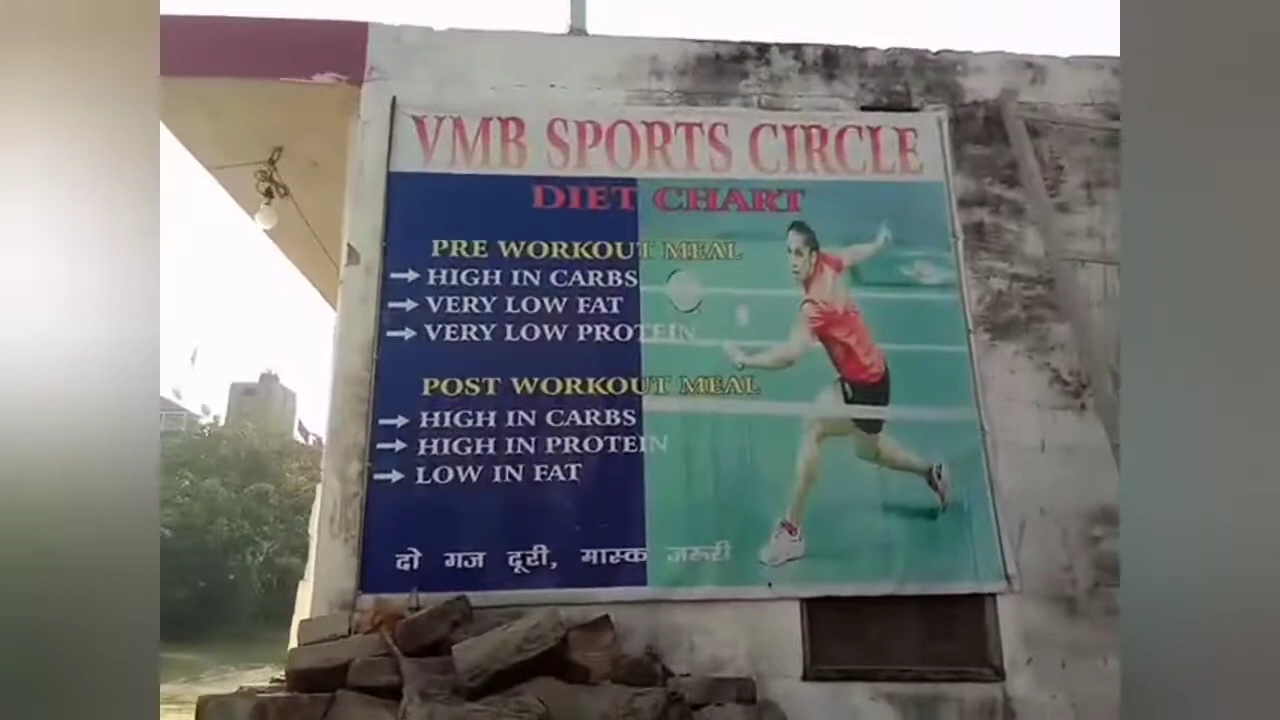 VMB SPORTS CIRCLE
DIET CHART
PRE WORKOUT MEAL
→ HIGH IN CARBS
→ VERY LOW FAT
→ VERY LOW PROTEIN
POST WORKOUT MEAL
→ HIGH IN CARBS
→ HIGH IN PROTEIN
→ LOW IN FAT
दो गज दूरी, मास्क जरूरी